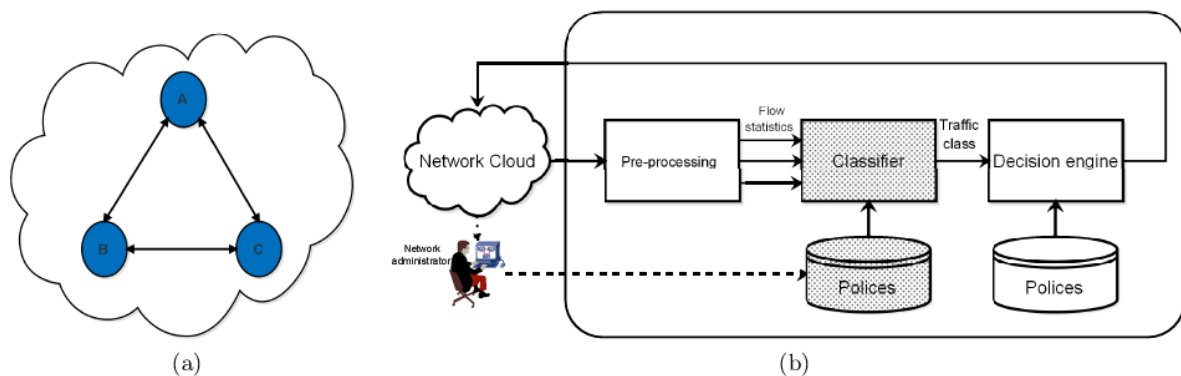 A
B
C
(a)
Network Cloud
Network
administrator
Pre-processing
Flow
statistics
Classifier
Traffic
class
Decision engine
Polices
Polices
(b)